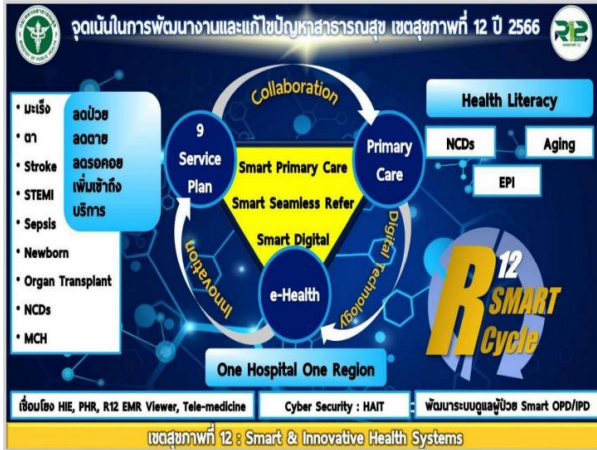 จุดเน้นในการพัฒนางานและแก้ไขปัญหาสาธารณสุข เขตสุขภาพที่ 12 ปี 2566
R12
Collaboration
Health Literacy
NCDs
Aging
EPI
• มะเร็ง
• ตา
• Stroke
• STEMI
• Sepsis
• Newborn
• Organ Transplant
• NCDs
• MCH
ลดป่วย
ลดตาย
ลดรอคอย
เพิ่มเข้าถึง
บริการ
9
Service
Plan
Primary
Care
Smart Primary Care
Smart Seamless Refer
Smart Digital
Innovation
Digital Technology
e-Health
R12
SMART
Cycle
One Hospital One Region
เชื่อมโยง HIE, PHR, R12 EMR Viewer, Tele-medicine
Cyber Security : HAIT
พัฒนาระบบดูแลผู้ป่วย Smart OPD/IPD
เขตสุขภาพที่ 12 : Smart & Innovative Health Systems